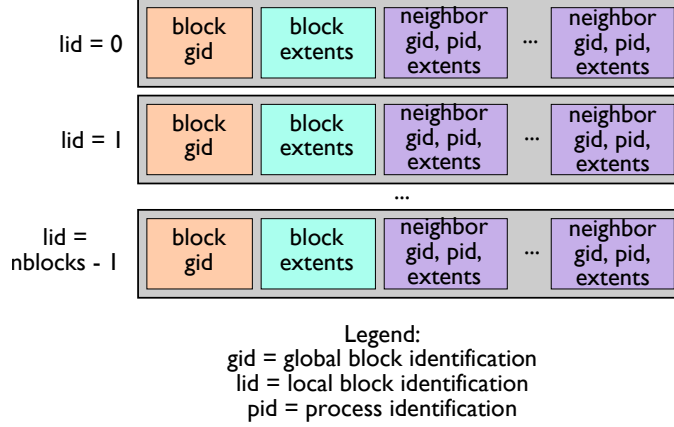 lid = 0
block
gid
block
extents
neighbor
gid, pid,
extents
...
neighbor
gid, pid,
extents
lid = 1
block
gid
block
extents
neighbor
gid, pid,
extents
...
neighbor
gid, pid,
extents
...
lid =
nblocks - 1
block
gid
block
extents
neighbor
gid, pid,
extents
...
neighbor
gid, pid,
extents
Legend:
gid = global block identification
lid = local block identification
pid = process identification